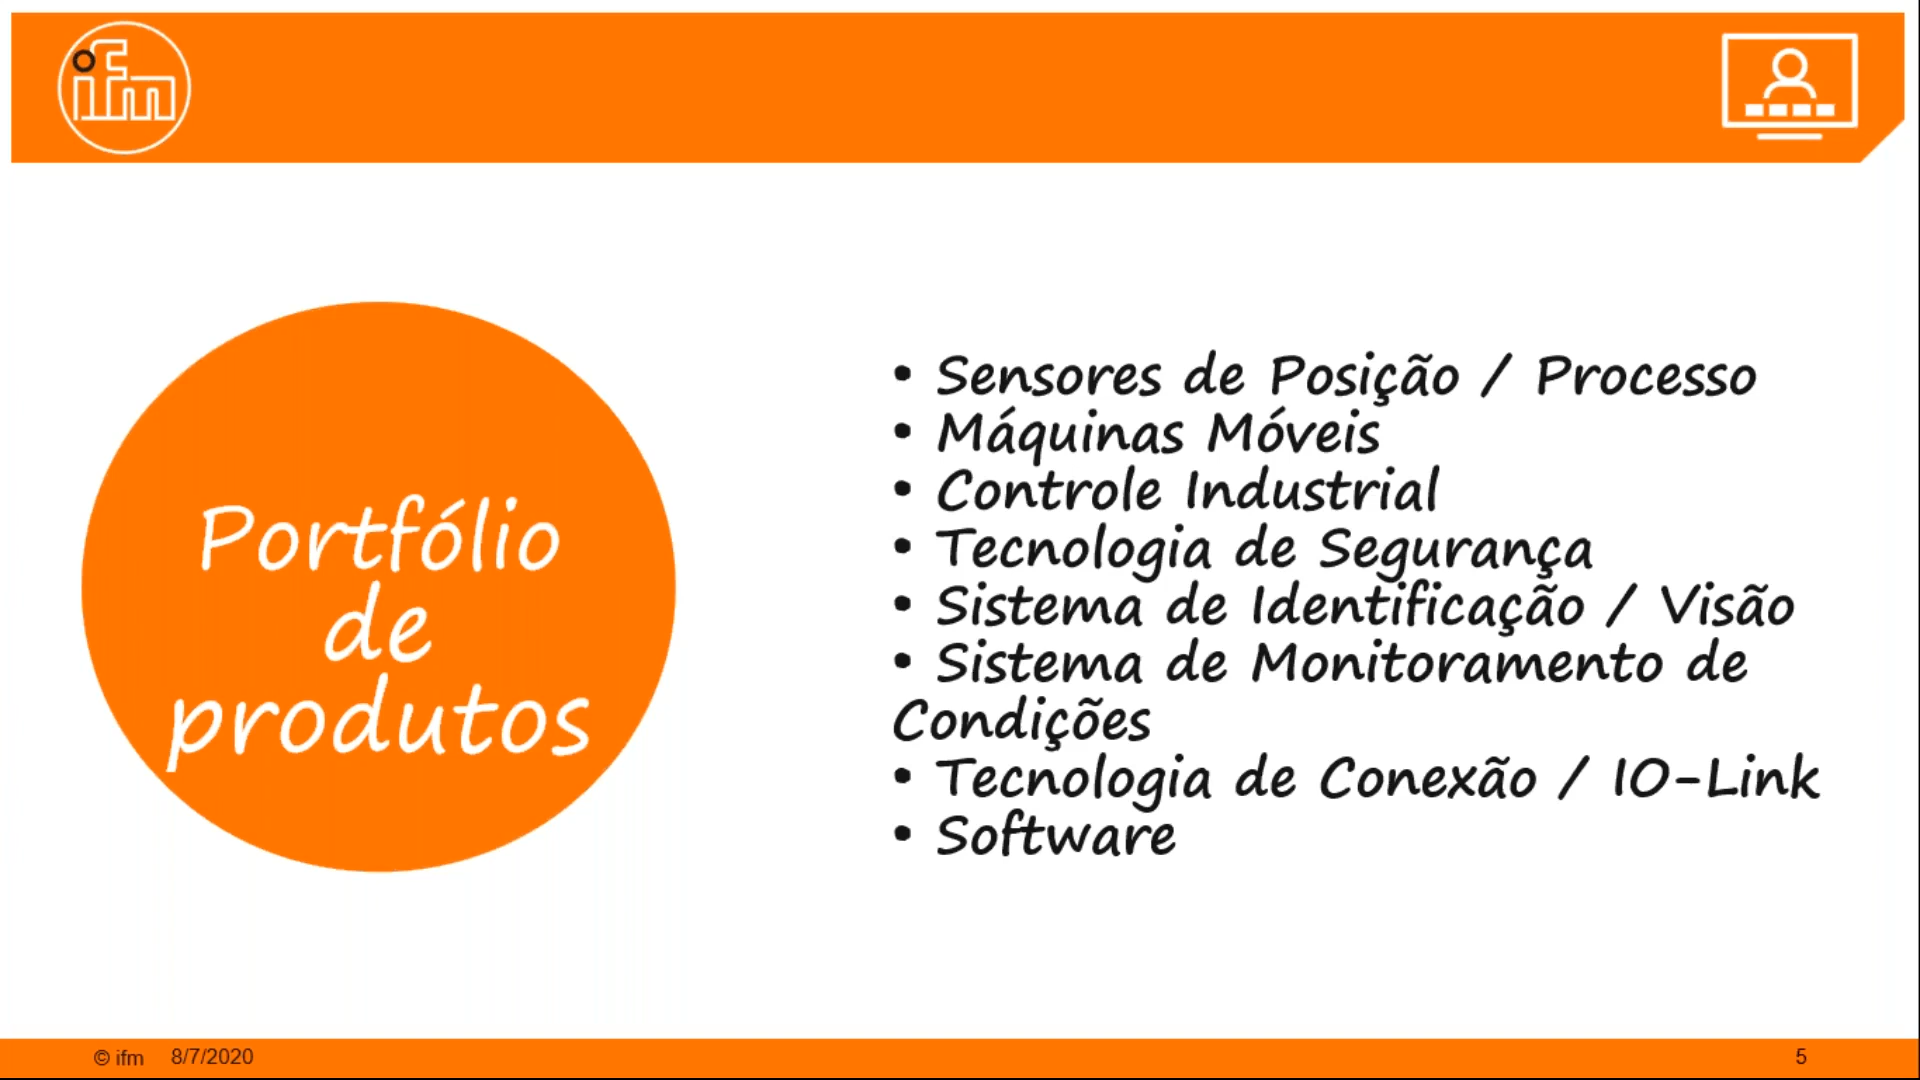 ifm
Portfólio
de
produtos
• Sensores de Posição / Processo
• Máquinas Móveis
• Controle Industrial
• Tecnologia de Segurança
• Sistema de Identificação / Visão
• Sistema de Monitoramento de
Condições
• Tecnologia de Conexão / IO-Link
• Software
© ifm 8/7/2020 5